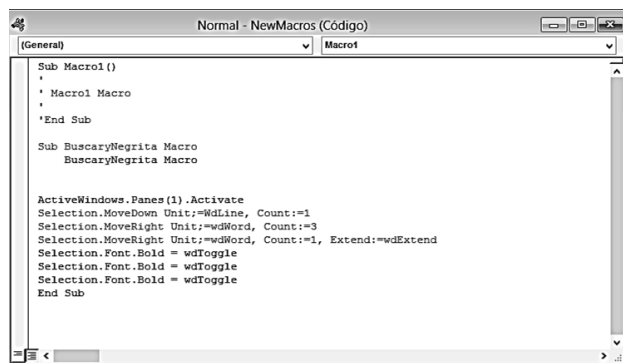 Normal - NewMacros (Código)
(General)
Macro1
Sub Macro1()
'
' Macro1 Macro
'
'End Sub
Sub BuscaryNegrita Macro
BuscaryNegrita Macro
ActiveWindows.Panes(1).Activate
Selection.MoveDown Unit;=WdLine, Count:=1
Selection.MoveRight Unit;=wdWord, Count:=3
Selection.MoveRight Unit;=wdWord, Count:=1, Extend:=wdExtend
Selection.Font.Bold = wdToggle
Selection.Font.Bold = wdToggle
Selection.Font.Bold = wdToggle
End Sub